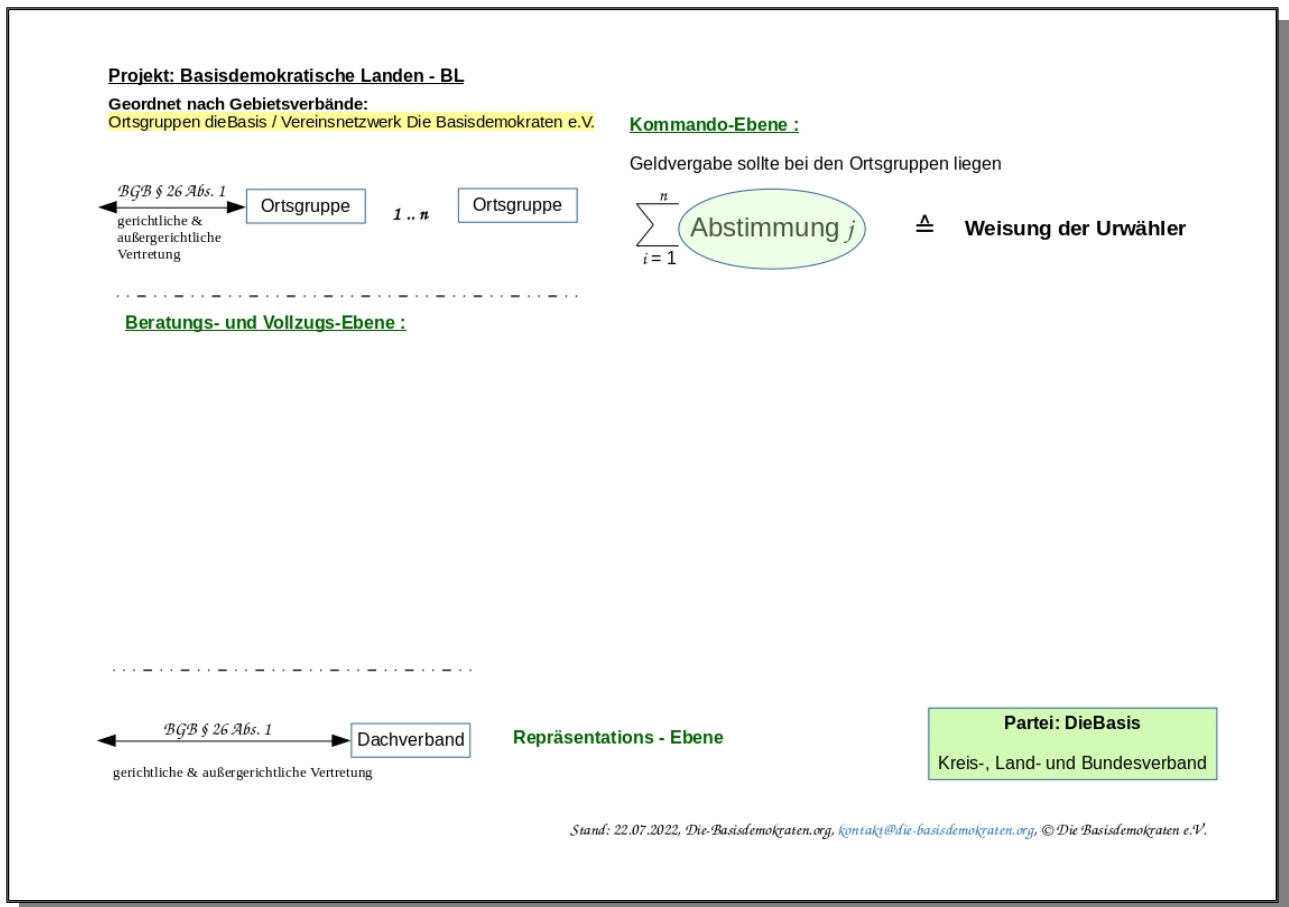 Projekt: Basisdemokratische Landen - BL
Geordnet nach Gebietsverbände:
Ortsgruppen dieBasis / Vereinsnetzwerk Die Basisdemokraten e.V.
Kommando-Ebene :
Geldvergabe sollte bei den Ortsgruppen liegen
BGB § 26 Abs. 1
gerichtliche &
außergerichtliche
Vertretung
Ortsgruppe
1 .. n
Ortsgruppe
n
∑ Abstimmung j
i = 1
≙ Weisung der Urwähler
Beratungs- und Vollzugs-Ebene :
BGB § 26 Abs. 1
gerichtliche & außergerichtliche Vertretung
Dachverband
Repräsentations - Ebene
Partei: DieBasis
Kreis-, Land- und Bundesverband
Stand: 22.07.2022, Die-Basisdemokraten.org, kontakt@die-basisdemokraten.org, © Die Basisdemokraten e.V.